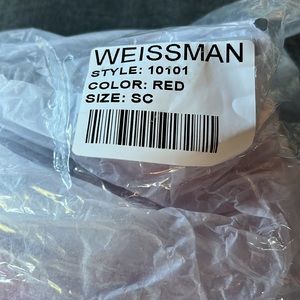 WEISSMAN
STYLE: 10101
COLOR: RED
SIZE: SC